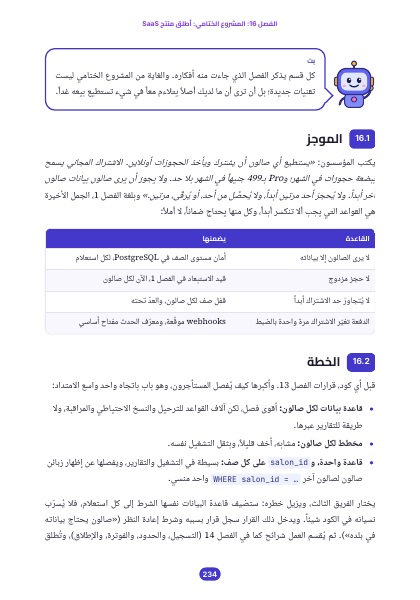 الفصل 16: المشروع الختامي: أطلق منتج SaaS
بِت
كل قسم يذكر الفصل الذي جاءت منه أفكاره. والغاية من المشروع الختامي ليست
تقنيات جديدة؛ بل أن ترى أن ما لديك أصلاً يتلاءم معاً في شيء تستطيع بيعه غداً.
16.1 الموجز
يكتب المؤسسون: «يستطيع أي صالون أن يشترك ويأخذ الحجوزات أونلاين. الاشتراك المجاني يسمح
ببضعة حجوزات في الشهر؛ وPro بـ499 جنيهاً في الشهر بلا حد. ولا يجوز أن يرى صالون بيانات صالون
آخر أبداً. ولا يُحجز أحد مرتين أبداً، ولا يُحصَّل من أحد، أو يُرقَّى، مرتين.» وبلغة الفصل 1، الجمل الأخيرة
هي القواعد التي يجب ألا تنكسر أبداً، وكل منها يحتاج ضماناً، لا أملاً:
القاعدة يضمنها
لا يرى الصالون إلا بياناته أمان مستوى الصف في PostgreSQL، لكل استعلام
لا حجز مزدوج قيد الاستبعاد في الفصل 1، الآن لكل صالون
لا يُتجاوَز حد الاشتراك أبداً قفل صف لكل صالون، والعدّ تحته
الدفعة تغيّر الاشتراك مرة واحدة بالضبط webhooks موقّعة، ومعرّف الحدث مفتاح أساسي
16.2 الخطة
قبل أي كود، قرارات الفصل 13. وأكبرها كيف يُفصل المستأجرون، وهو باب باتجاه واحد واسع الامتداد:
• قاعدة بيانات لكل صالون: أقوى فصل، لكن آلاف القواعد للترحيل والنسخ الاحتياطي والمراقبة، ولا
طريقة للتقارير عبرها.
• مخطط لكل صالون: مشابه، أخف قليلاً، وبثقل التشغيل نفسه.
• قاعدة واحدة، و salon_id على كل صف: بسيطة في التشغيل والتقارير، ويفصلها عن إظهار زبائن
صالون لصالون آخر WHERE salon_id = … واحد منسي.
يختار الفريق الثالث، ويزيل خطره: ستضيف قاعدة البيانات نفسها الشرط إلى كل استعلام، فلا يُسرّب
نسيانه في الكود شيئاً. ويدخل ذلك القرار سجل قرار بسببه وشرط إعادة النظر («صالون يحتاج بياناته
في بلده»). ثم يُقسم العمل شرائح كما في الفصل 14 (التسجيل، والحدود، والفوترة، والإطلاق)، وتُطلق
234